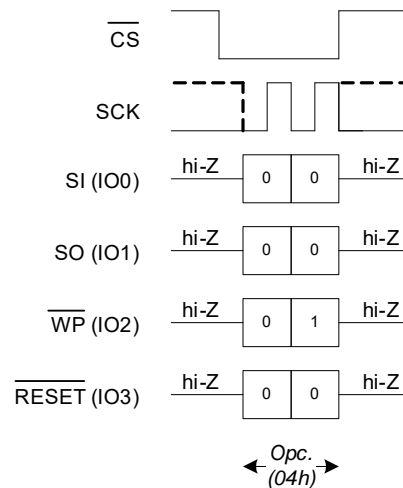 CS
SCK
hi-Z hi-Z
SI (IO0) 0 0
hi-Z hi-Z
SO (IO1) 0 0
hi-Z hi-Z
WP (IO2) 0 1
hi-Z hi-Z
RESET (IO3) 0 0
Opc.
(04h)